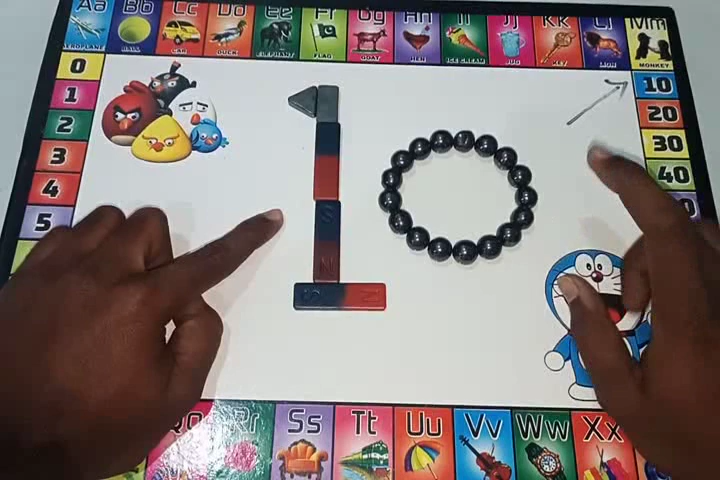 Aa Bb Cc Dd Ee Ff Gg Hh Ii Jj Kk Ll Mm
AEROPLANE BALL CAR DUCK ELEPHANT FLAG GOAT HEN ICE CREAM JUG KEY LION MONKEY
0 10
1 20
2 30
3 40
4
5
S
N
S N
Rr Ss Tt Uu Vv Ww Xx